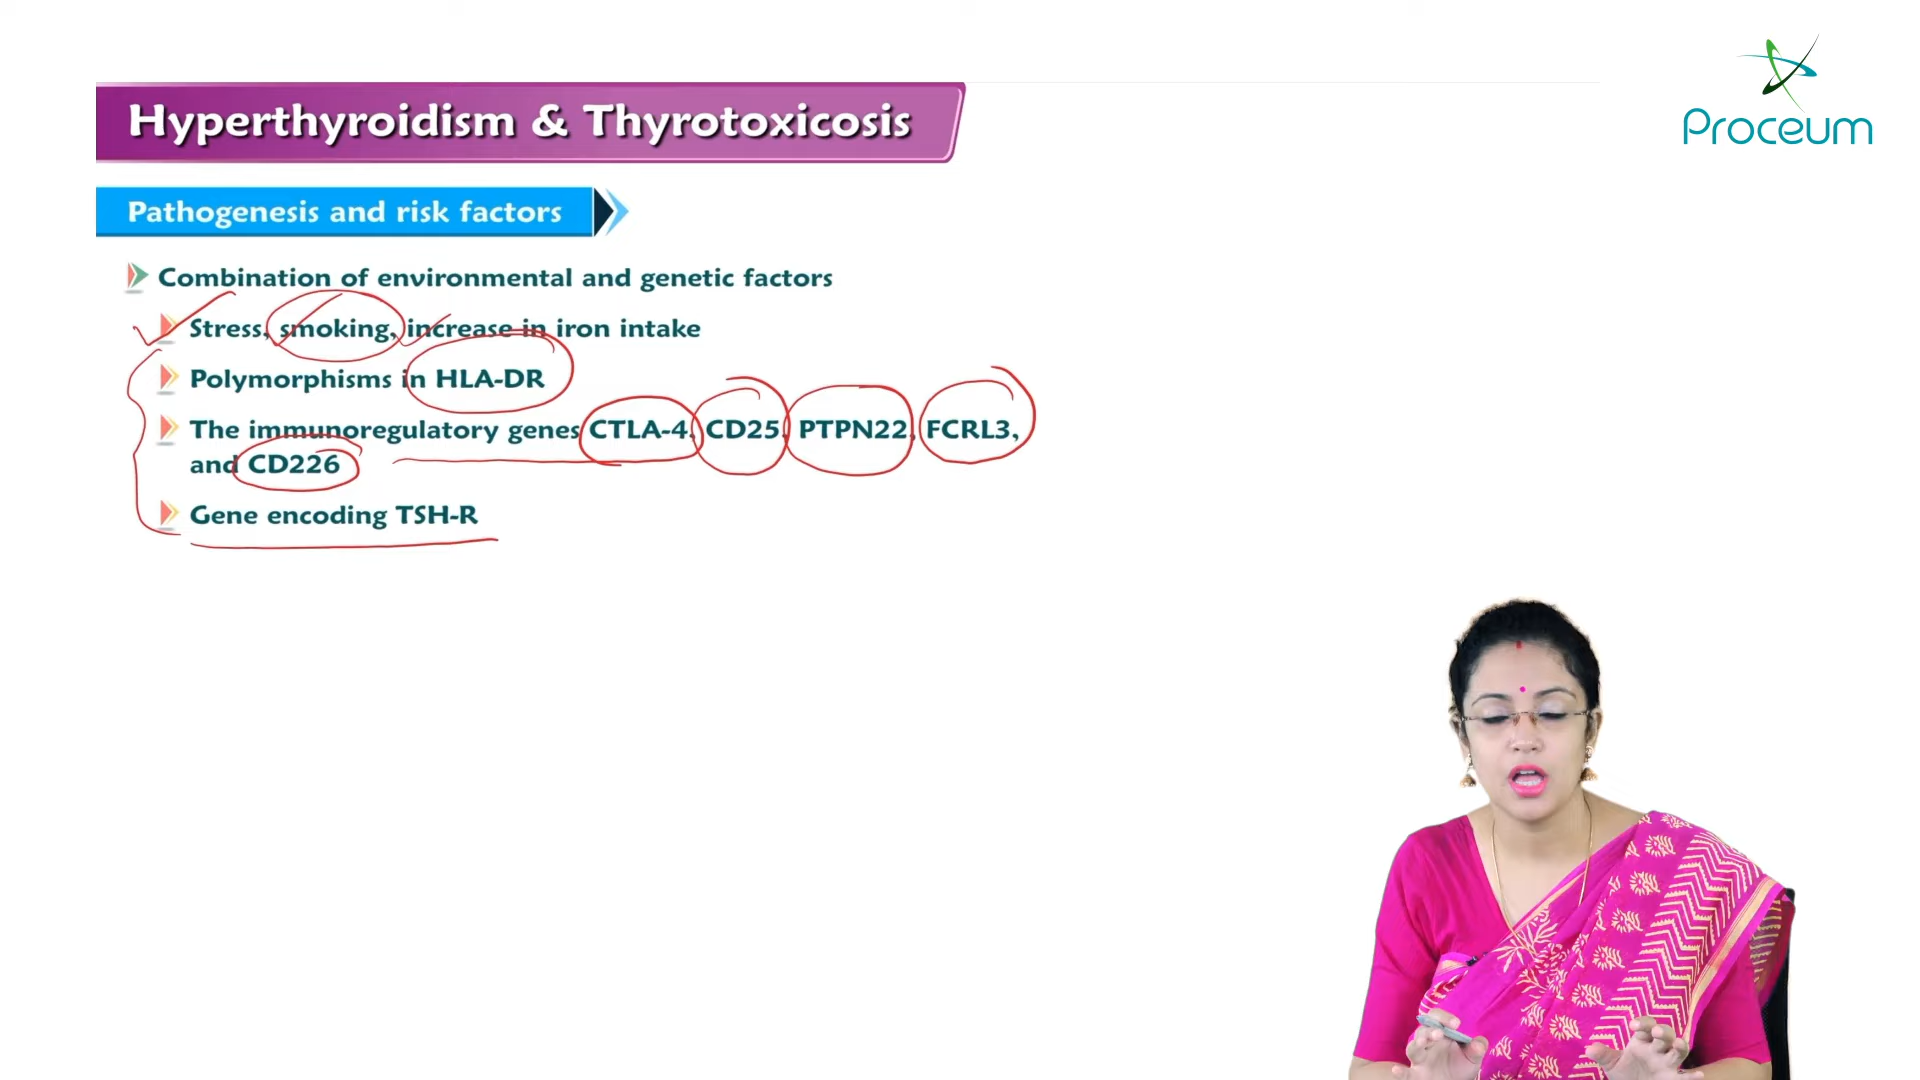 Proceum
Hyperthyroidism & Thyrotoxicosis
Pathogenesis and risk factors
Combination of environmental and genetic factors
Stress, smoking, increase in iron intake
Polymorphisms in HLA-DR
The immunoregulatory genes CTLA-4, CD25, PTPN22, FCRL3,
and CD226
Gene encoding TSH-R